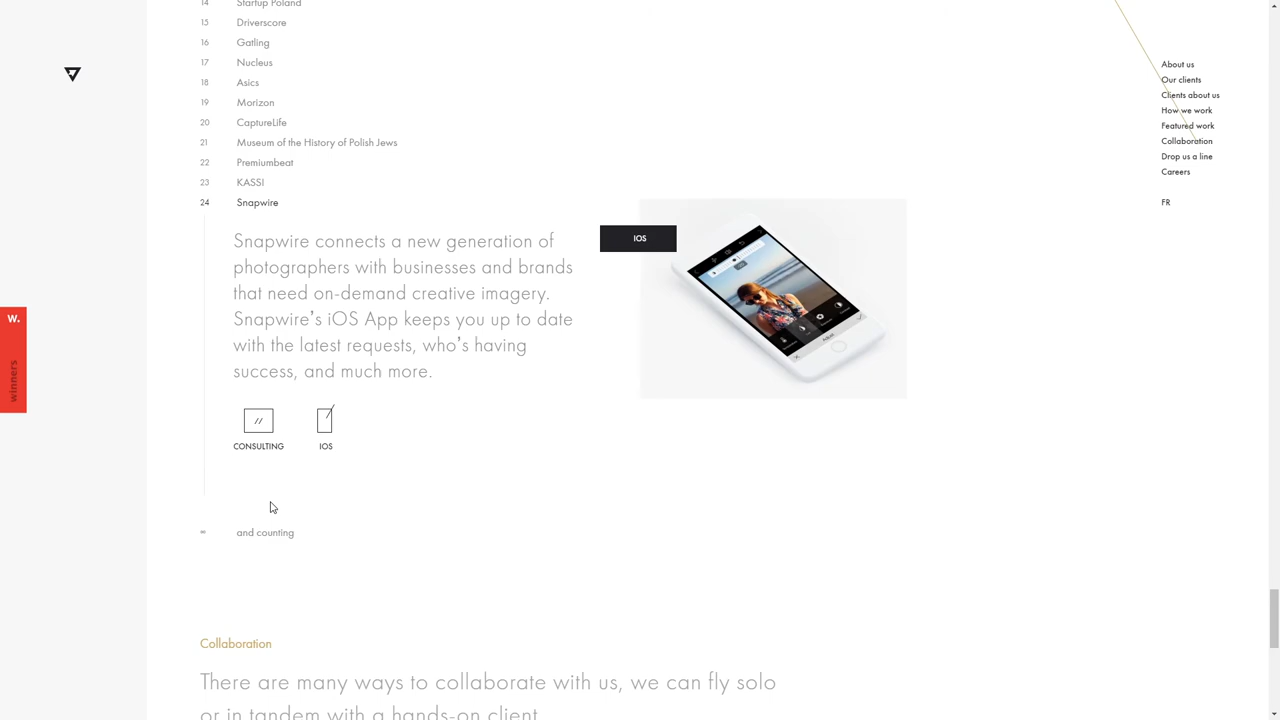 14 Startup Poland
15 Driverscore
16 Gatling
17 Nucleus
18 Asics
19 Morizon
20 CaptureLife
21 Museum of the History of Polish Jews
22 Premiumbeat
23 KASSI
24 Snapwire
Snapwire connects a new generation of
photographers with businesses and brands
that need on-demand creative imagery.
Snapwire’s iOS App keeps you up to date
with the latest requests, who’s having
success, and much more.
IOS
Adjust
//
CONSULTING
IOS
∞ and counting
Collaboration
There are many ways to collaborate with us, we can fly solo
or in tandem with a hands-on client
About us
Our clients
Clients about us
How we work
Featured work
Collaboration
Drop us a line
Careers
FR
W.
winners